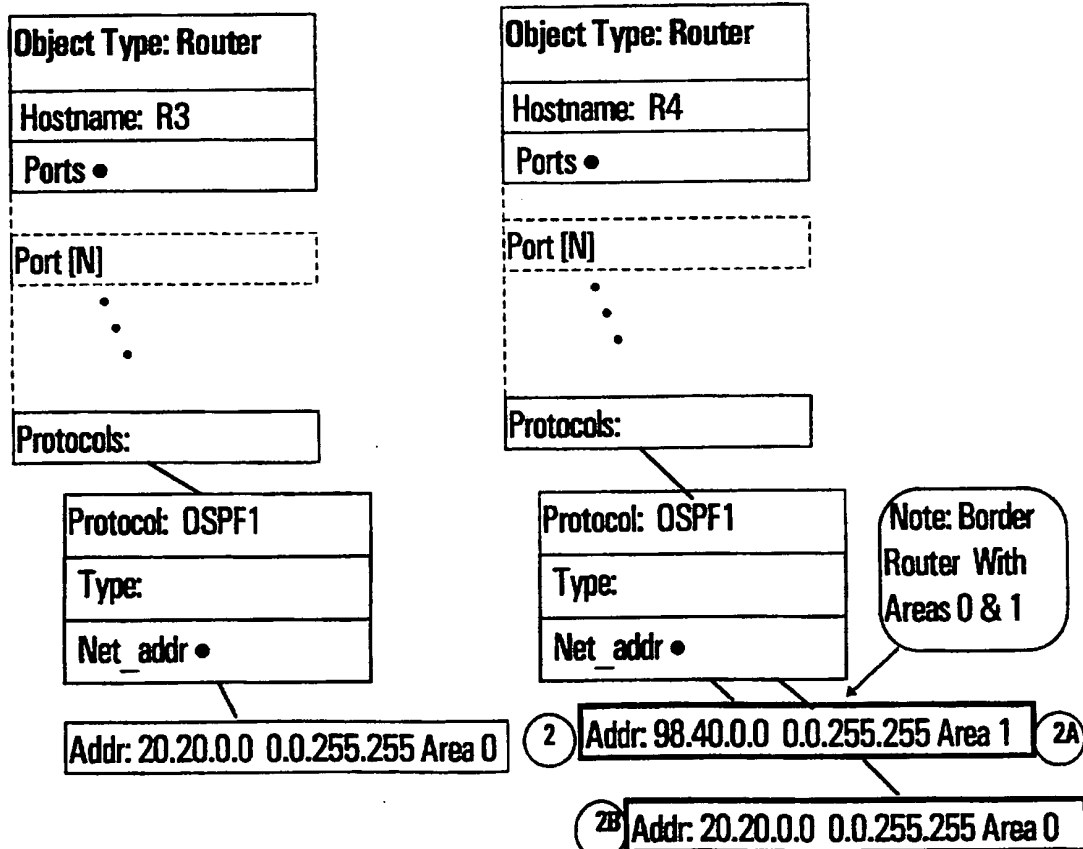 Object Type: Router
Hostname: R3
Ports
Port [N]
Protocols:
Protocol: OSPF1
Type:
Net_addr
Addr: 20.20.0.0 0.0.255.255 Area 0
Object Type: Router
Hostname: R4
Ports
Port [N]
Protocols:
Protocol: OSPF1
Type:
Net_addr
Note: Border
Router With
Areas 0 & 1
2
Addr: 98.40.0.0 0.0.255.255 Area 1
2A
2B
Addr: 20.20.0.0 0.0.255.255 Area 0